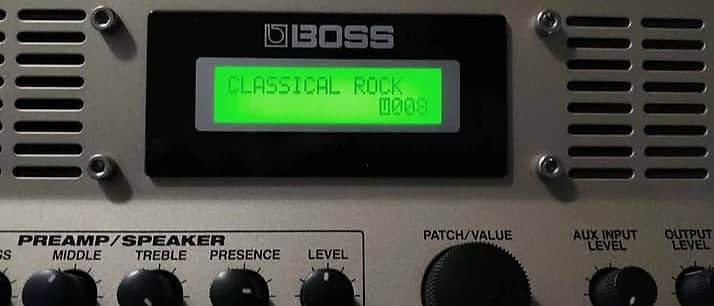 BOSS
CLASSICAL ROCK
U008
PREAMP/SPEAKER
MIDDLE TREBLE PRESENCE LEVEL
PATCH/VALUE
AUX INPUT
LEVEL
OUTPUT
LEVEL